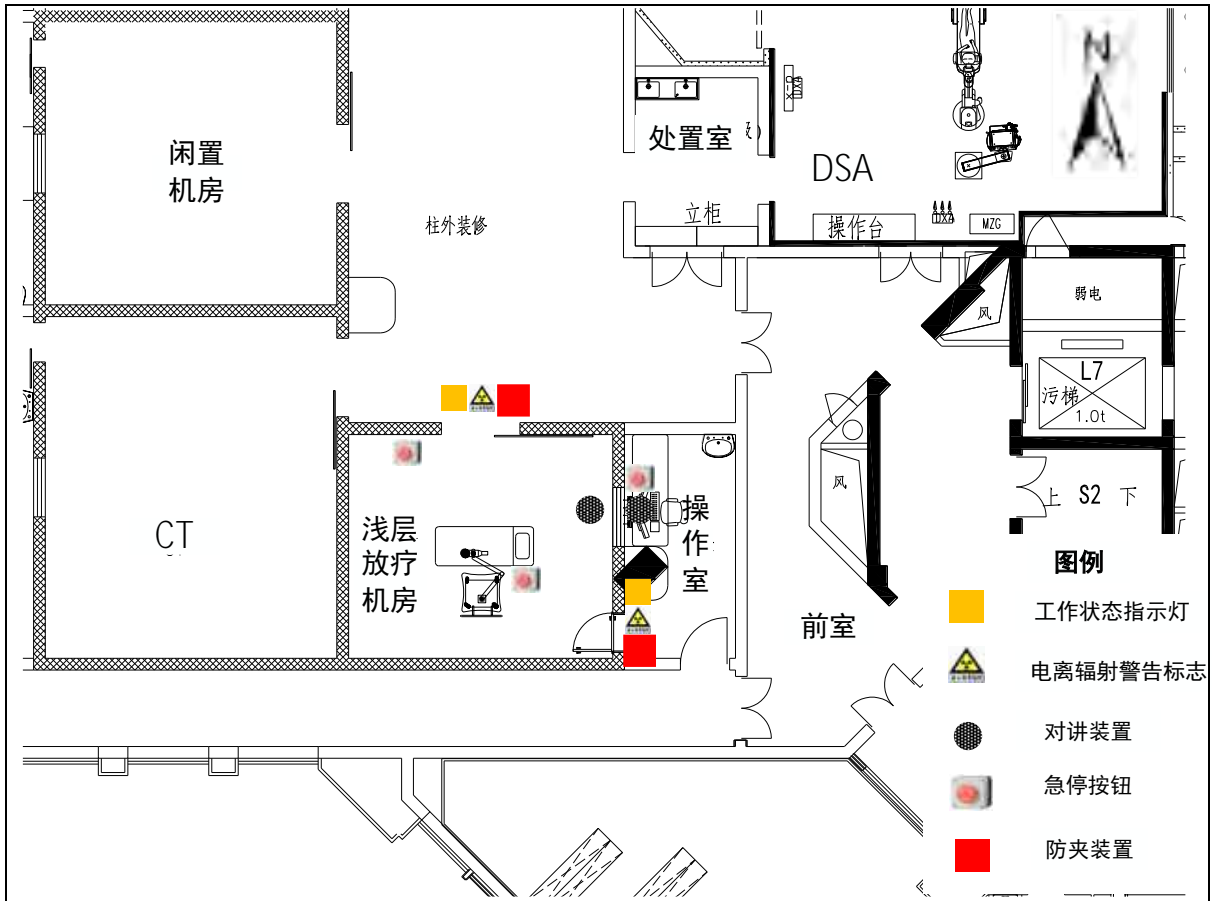 N
闲置
机房
处置室
DSA
柱外装修
立柜
操作台
DXA
MZG
弱电
风
L7
污梯
1.0t
风
上 S2 下
CT
浅层
放疗
机房
操
作
室
前室
图例
工作状态指示灯
电离辐射警告标志
对讲装置
急停按钮
防夹装置